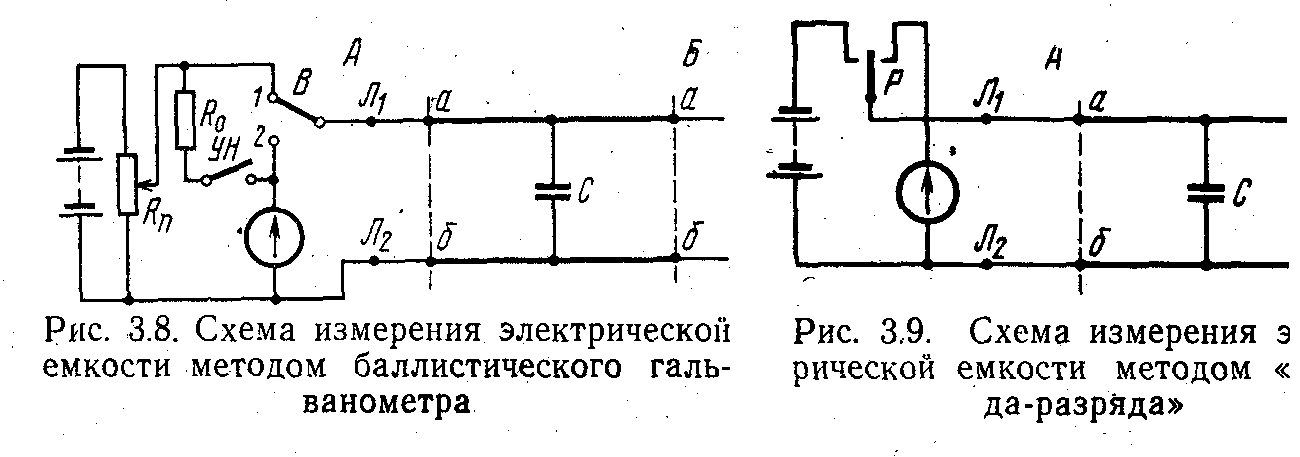 А Б
1 В Л1 а а
R0
УН 2
С
Rп
Л2 б б
Рис. 3.8. Схема измерения электрической
емкости методом баллистического галь-
ванометра
Р А
Л1 а
С
Л2 б
Рис. 3.9. Схема измерения э
рической емкости методом «
да-разряда»